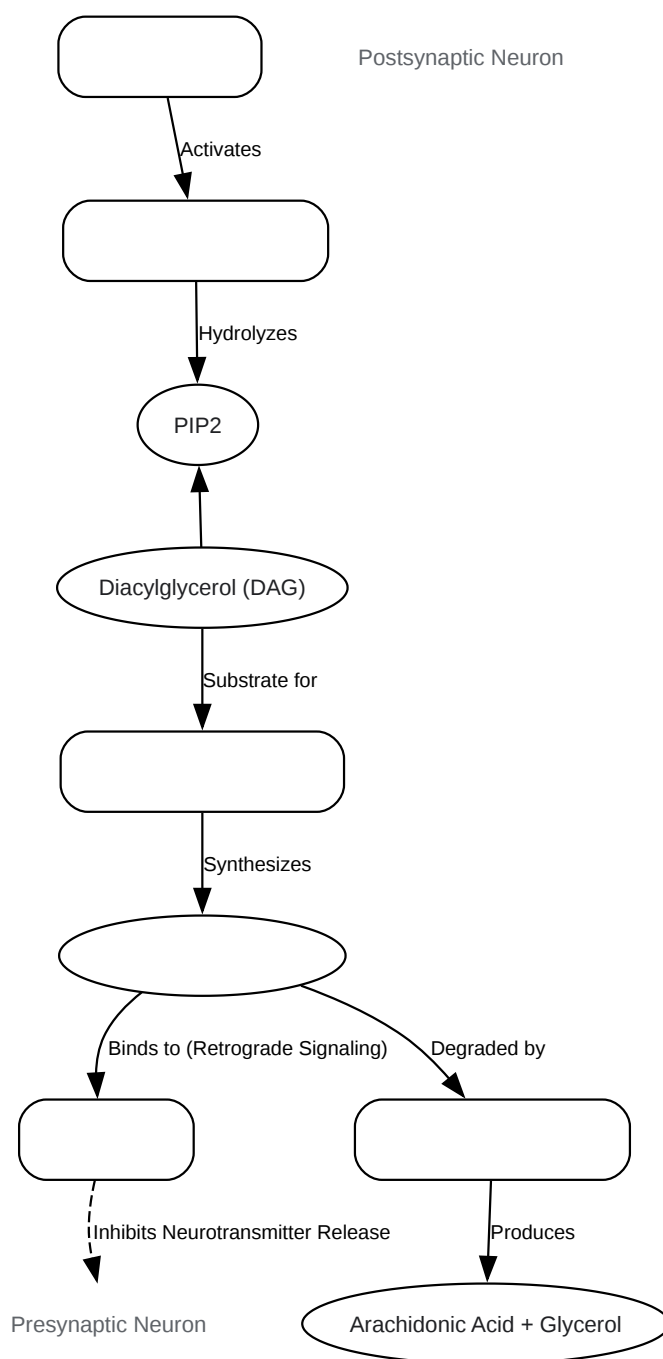 Postsynaptic Neuron
Activates
Hydrolyzes
PIP2
Diacylglycerol (DAG)
Substrate for
Synthesizes
Binds to (Retrograde Signaling)
Degraded by
Inhibits Neurotransmitter Release
Produces
Presynaptic Neuron
Arachidonic Acid + Glycerol